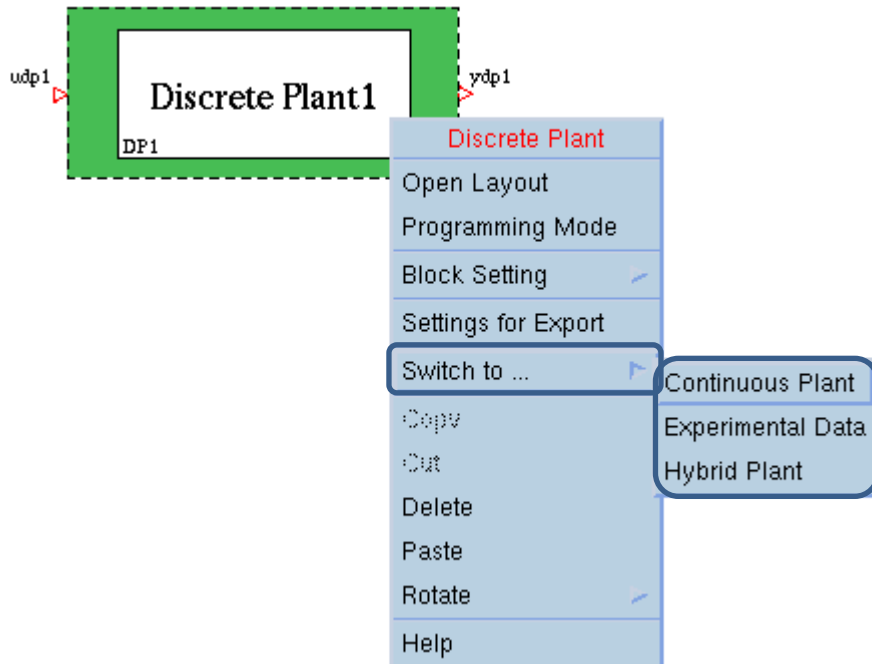 udp1
ydp1
Discrete Plant1
DP1
Discrete Plant
Open Layout
Programming Mode
Block Setting
Settings for Export
Switch to ...
Continuous Plant
Experimental Data
Hybrid Plant
Copy
Cut
Delete
Paste
Rotate
Help